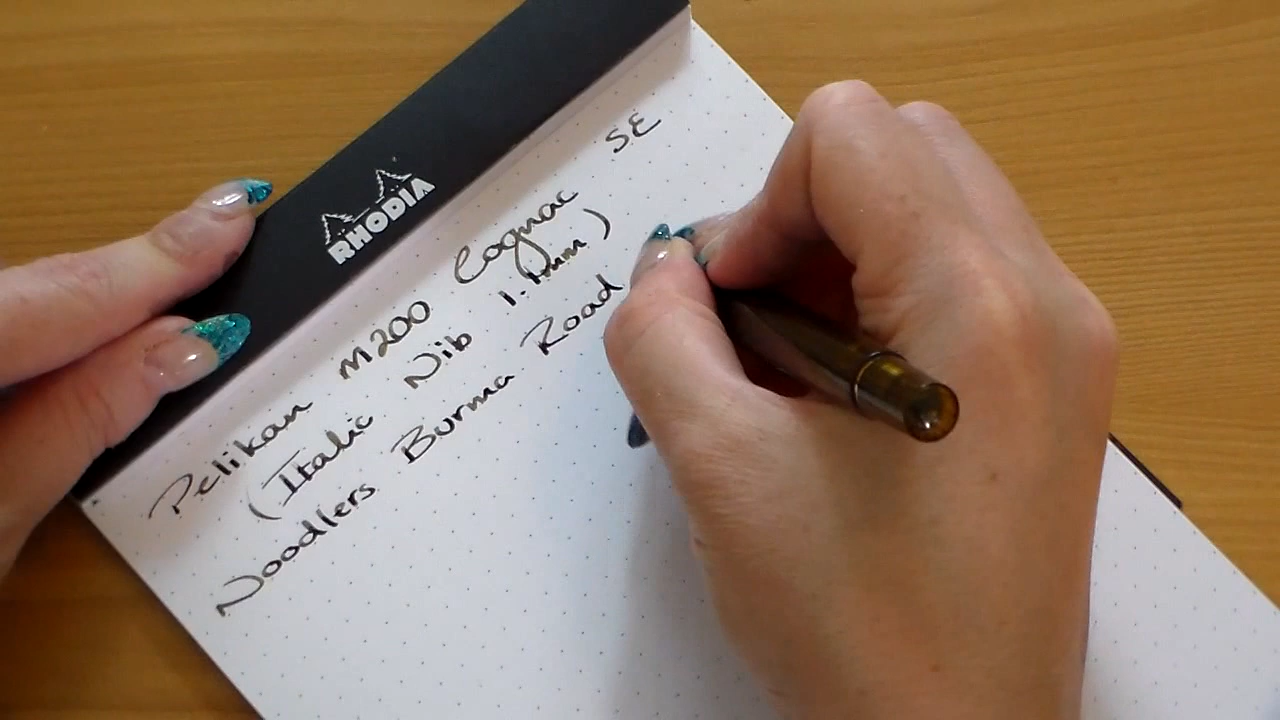 RHODIA
Pelikan M200 Cognac SE
(Italic Nib 1.1mm)
Noodlers Burma Road